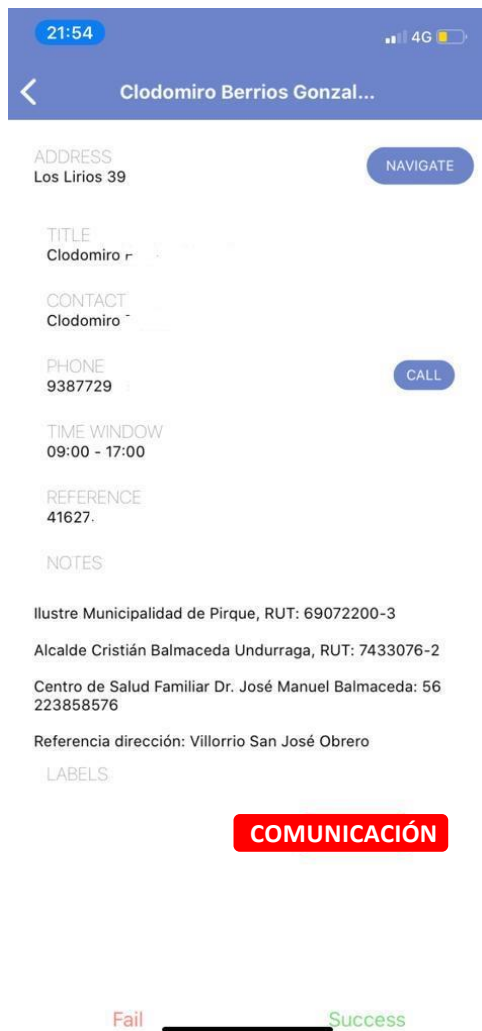 21:54
4G
Clodomiro Berrios Gonzal...
ADDRESS
Los Lirios 39
NAVIGATE
TITLE
Clodomiro
CONTACT
Clodomiro
PHONE
9387729
CALL
TIME WINDOW
09:00 - 17:00
REFERENCE
41627
NOTES
Ilustre Municipalidad de Pirque, RUT: 69072200-3
Alcalde Cristián Balmaceda Undurraga, RUT: 7433076-2
Centro de Salud Familiar Dr. José Manuel Balmaceda: 56
223858576
Referencia dirección: Villorrio San José Obrero
LABELS
COMUNICACIÓN
Fail
Success